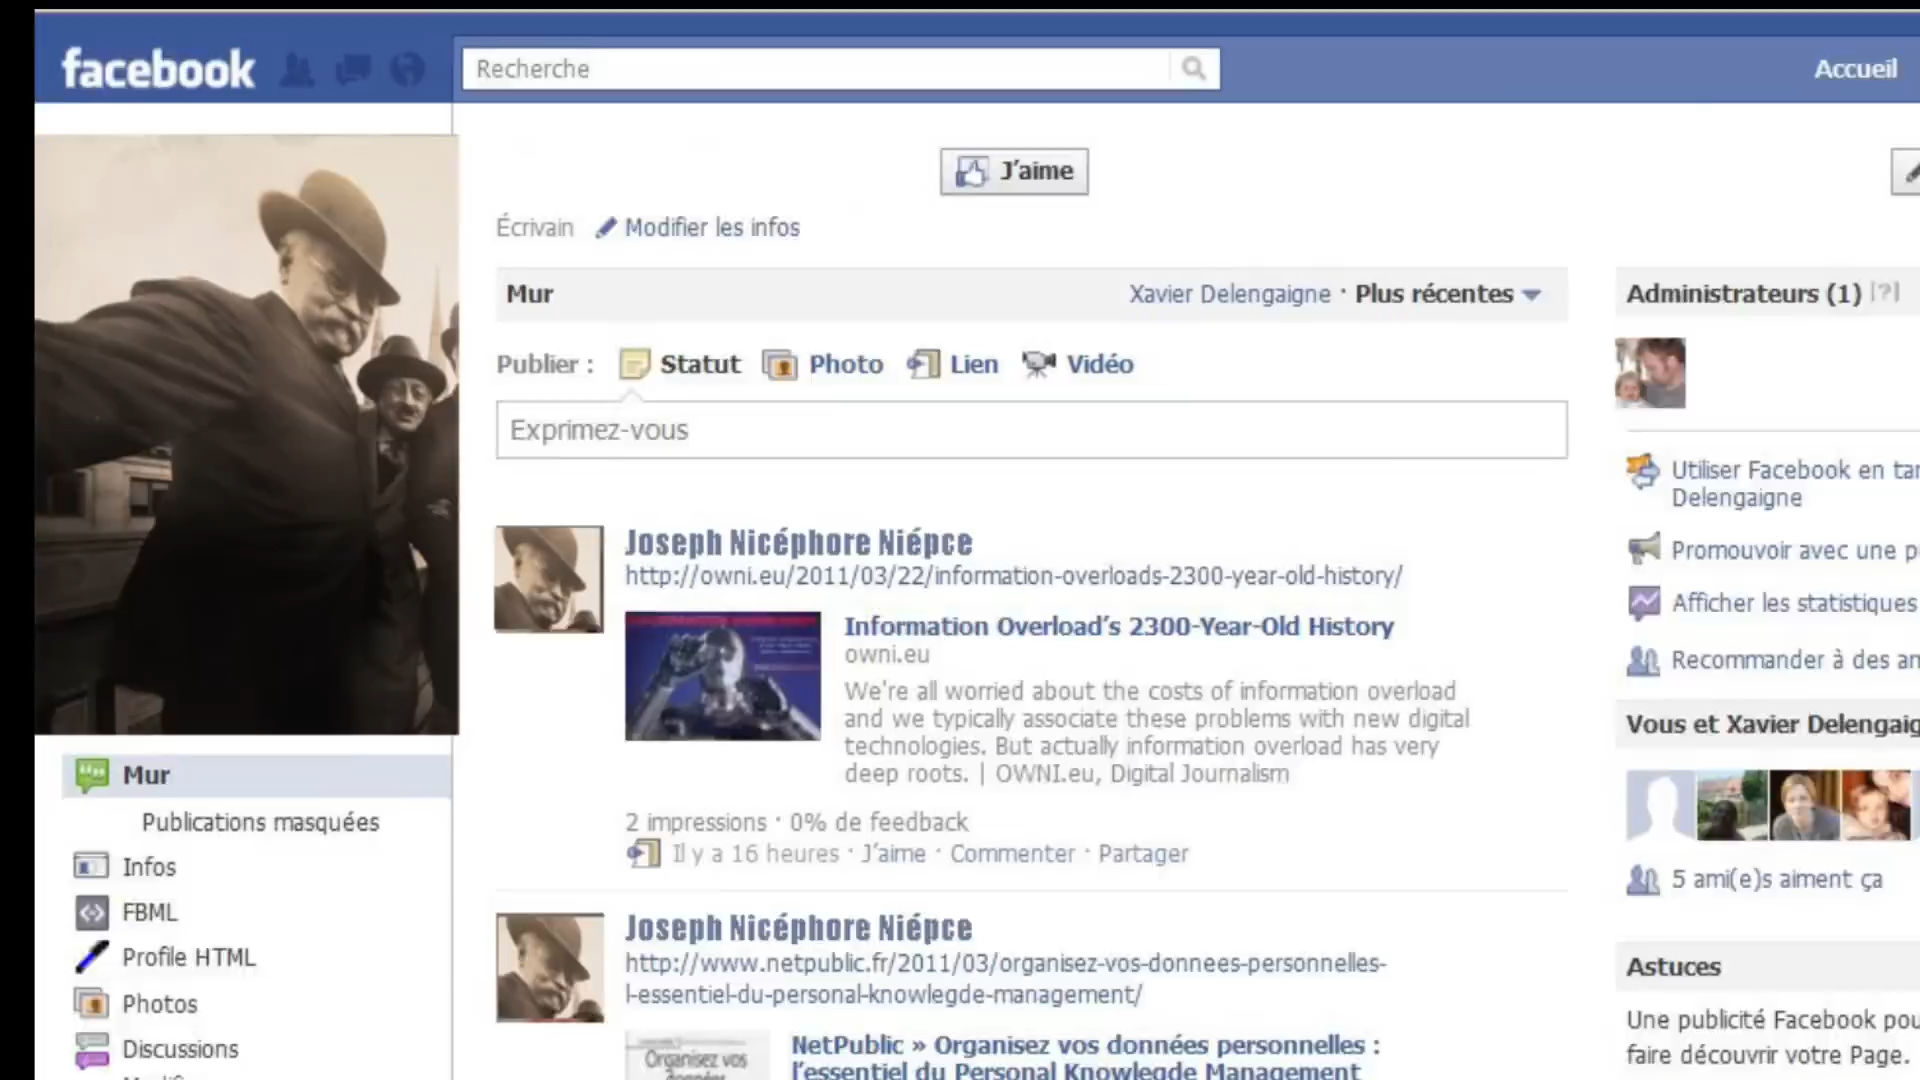 facebook
Recherche
Accueil
J'aime
Écrivain Modifier les infos
Mur
Xavier Delengaigne · Plus récentes
Publier : Statut Photo Lien Vidéo
Exprimez-vous
Joseph Nicéphore Niépce
http://owni.eu/2011/03/22/information-overloads-2300-year-old-history/
Information Overload's 2300-Year-Old History
owni.eu
We're all worried about the costs of information overload
and we typically associate these problems with new digital
technologies. But actually information overload has very
deep roots. | OWNI.eu, Digital Journalism
2 impressions · 0% de feedback
Il y a 16 heures · J'aime · Commenter · Partager
Joseph Nicéphore Niépce
http://www.netpublic.fr/2011/03/organisez-vos-donnees-personnelles-
l-essentiel-du-personal-knowlegde-management/
Organisez vos
données
NetPublic » Organisez vos données personnelles :
l'essentiel du Personal Knowlegde Management
Mur
Publications masquées
Infos
FBML
Profile HTML
Photos
Discussions
Administrateurs (1) [?]
Utiliser Facebook en tan
Delengaigne
Promouvoir avec une p
Afficher les statistiques
Recommander à des am
Vous et Xavier Delengaig
5 ami(e)s aiment ça
Astuces
Une publicité Facebook pou
faire découvrir votre Page.